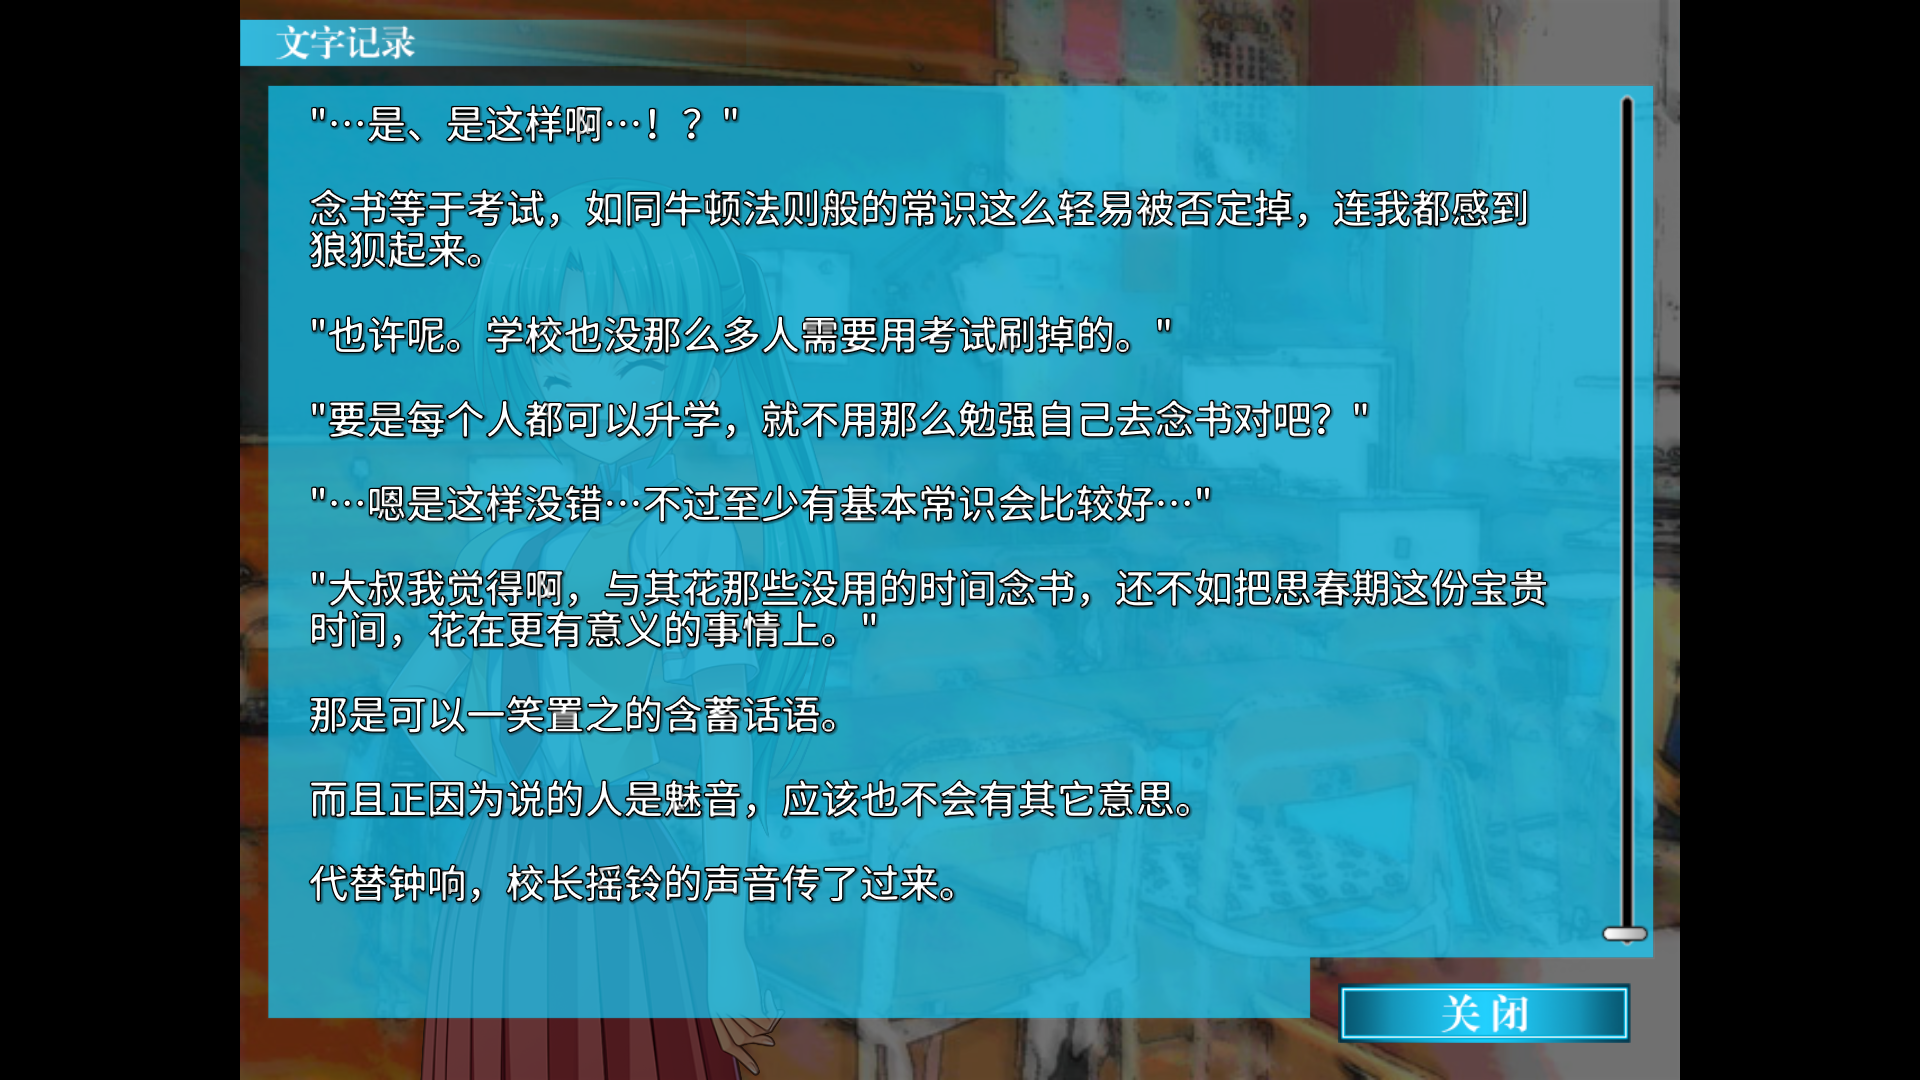 文字记录
"…是、是这样啊…！？"
念书等于考试，如同牛顿法则般的常识这么轻易被否定掉，连我都感到
狼狈起来。
"也许呢。学校也没那么多人需要用考试刷掉的。"
"要是每个人都可以升学，就不用那么勉强自己去念书对吧？"
"…嗯是这样没错…不过至少有基本常识会比较好…"
"大叔我觉得啊，与其花那些没用的时间念书，还不如把思春期这份宝贵
时间，花在更有意义的事情上。"
那是可以一笑置之的含蓄话语。
而且正因为说的人是魅音，应该也不会有其它意思。
代替钟响，校长摇铃的声音传了过来。
关闭